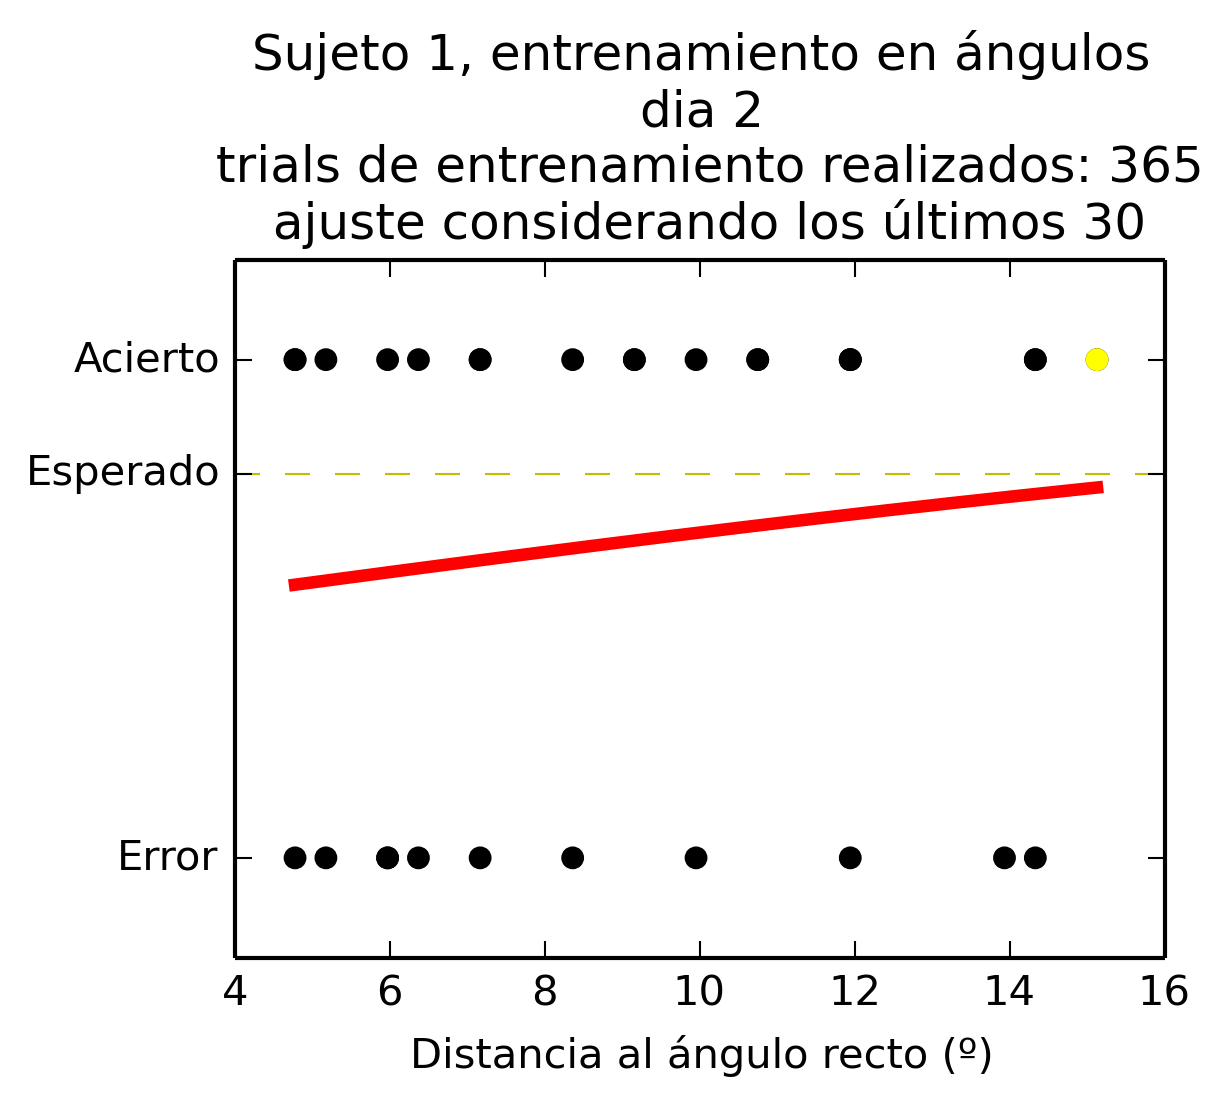 Sujeto 1, entrenamiento en ángulos
dia 2
trials de entrenamiento realizados: 365
ajuste considerando los últimos 30
Acierto
Esperado
Error
4 6 8 10 12 14 16
Distancia al ángulo recto (º)